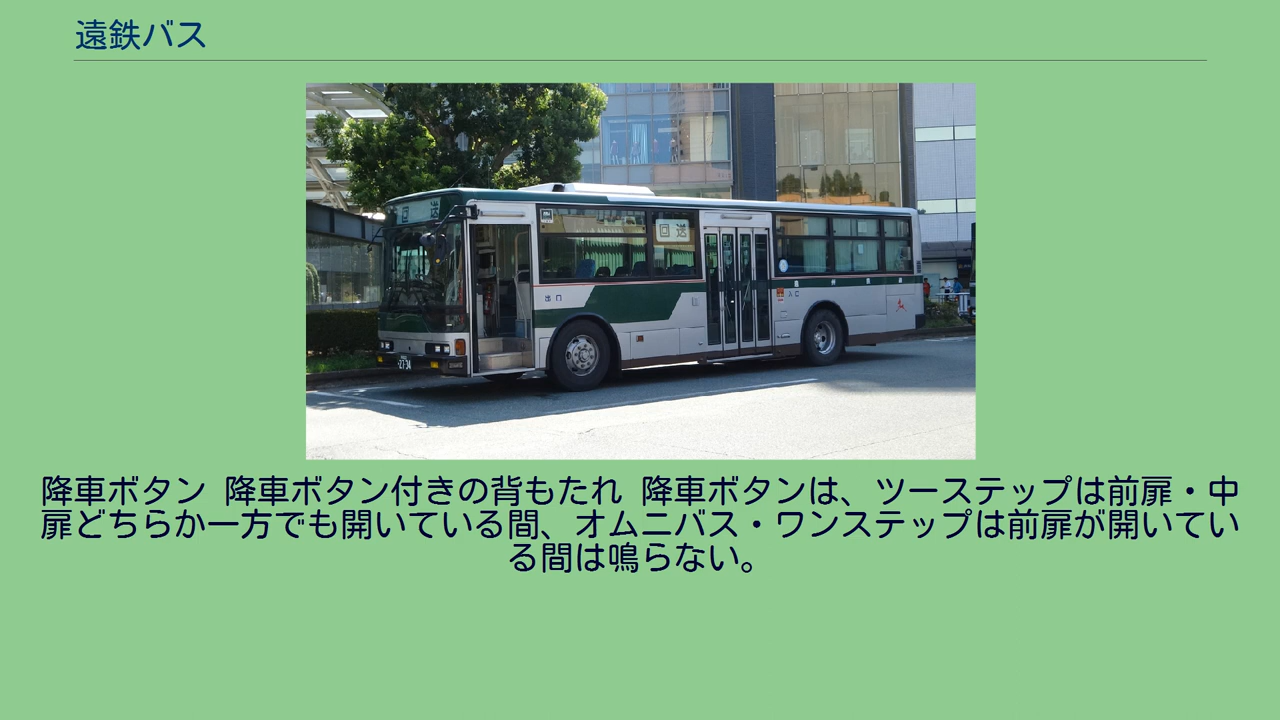 遠鉄バス
回送
回送
出口
入口
27-34
降車ボタン 降車ボタン付きの背もたれ 降車ボタンは、ツーステップは前扉・中
扉どちらか一方でも開いている間、オムニバス・ワンステップは前扉が開いてい
る間は鳴らない。